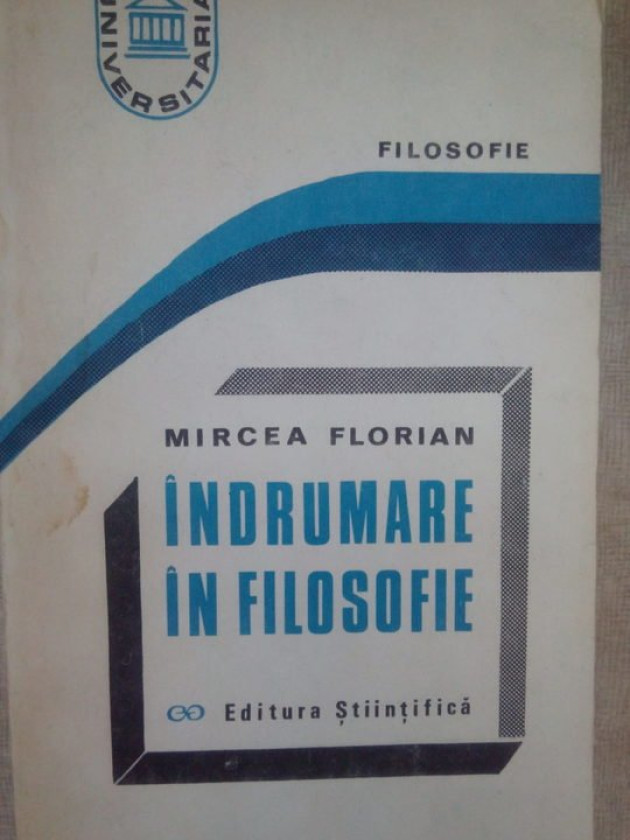 UNIVERSITARIA
FILOSOFIE
MIRCEA FLORIAN
ÎNDRUMARE
ÎN FILOSOFIE
Editura Științifică